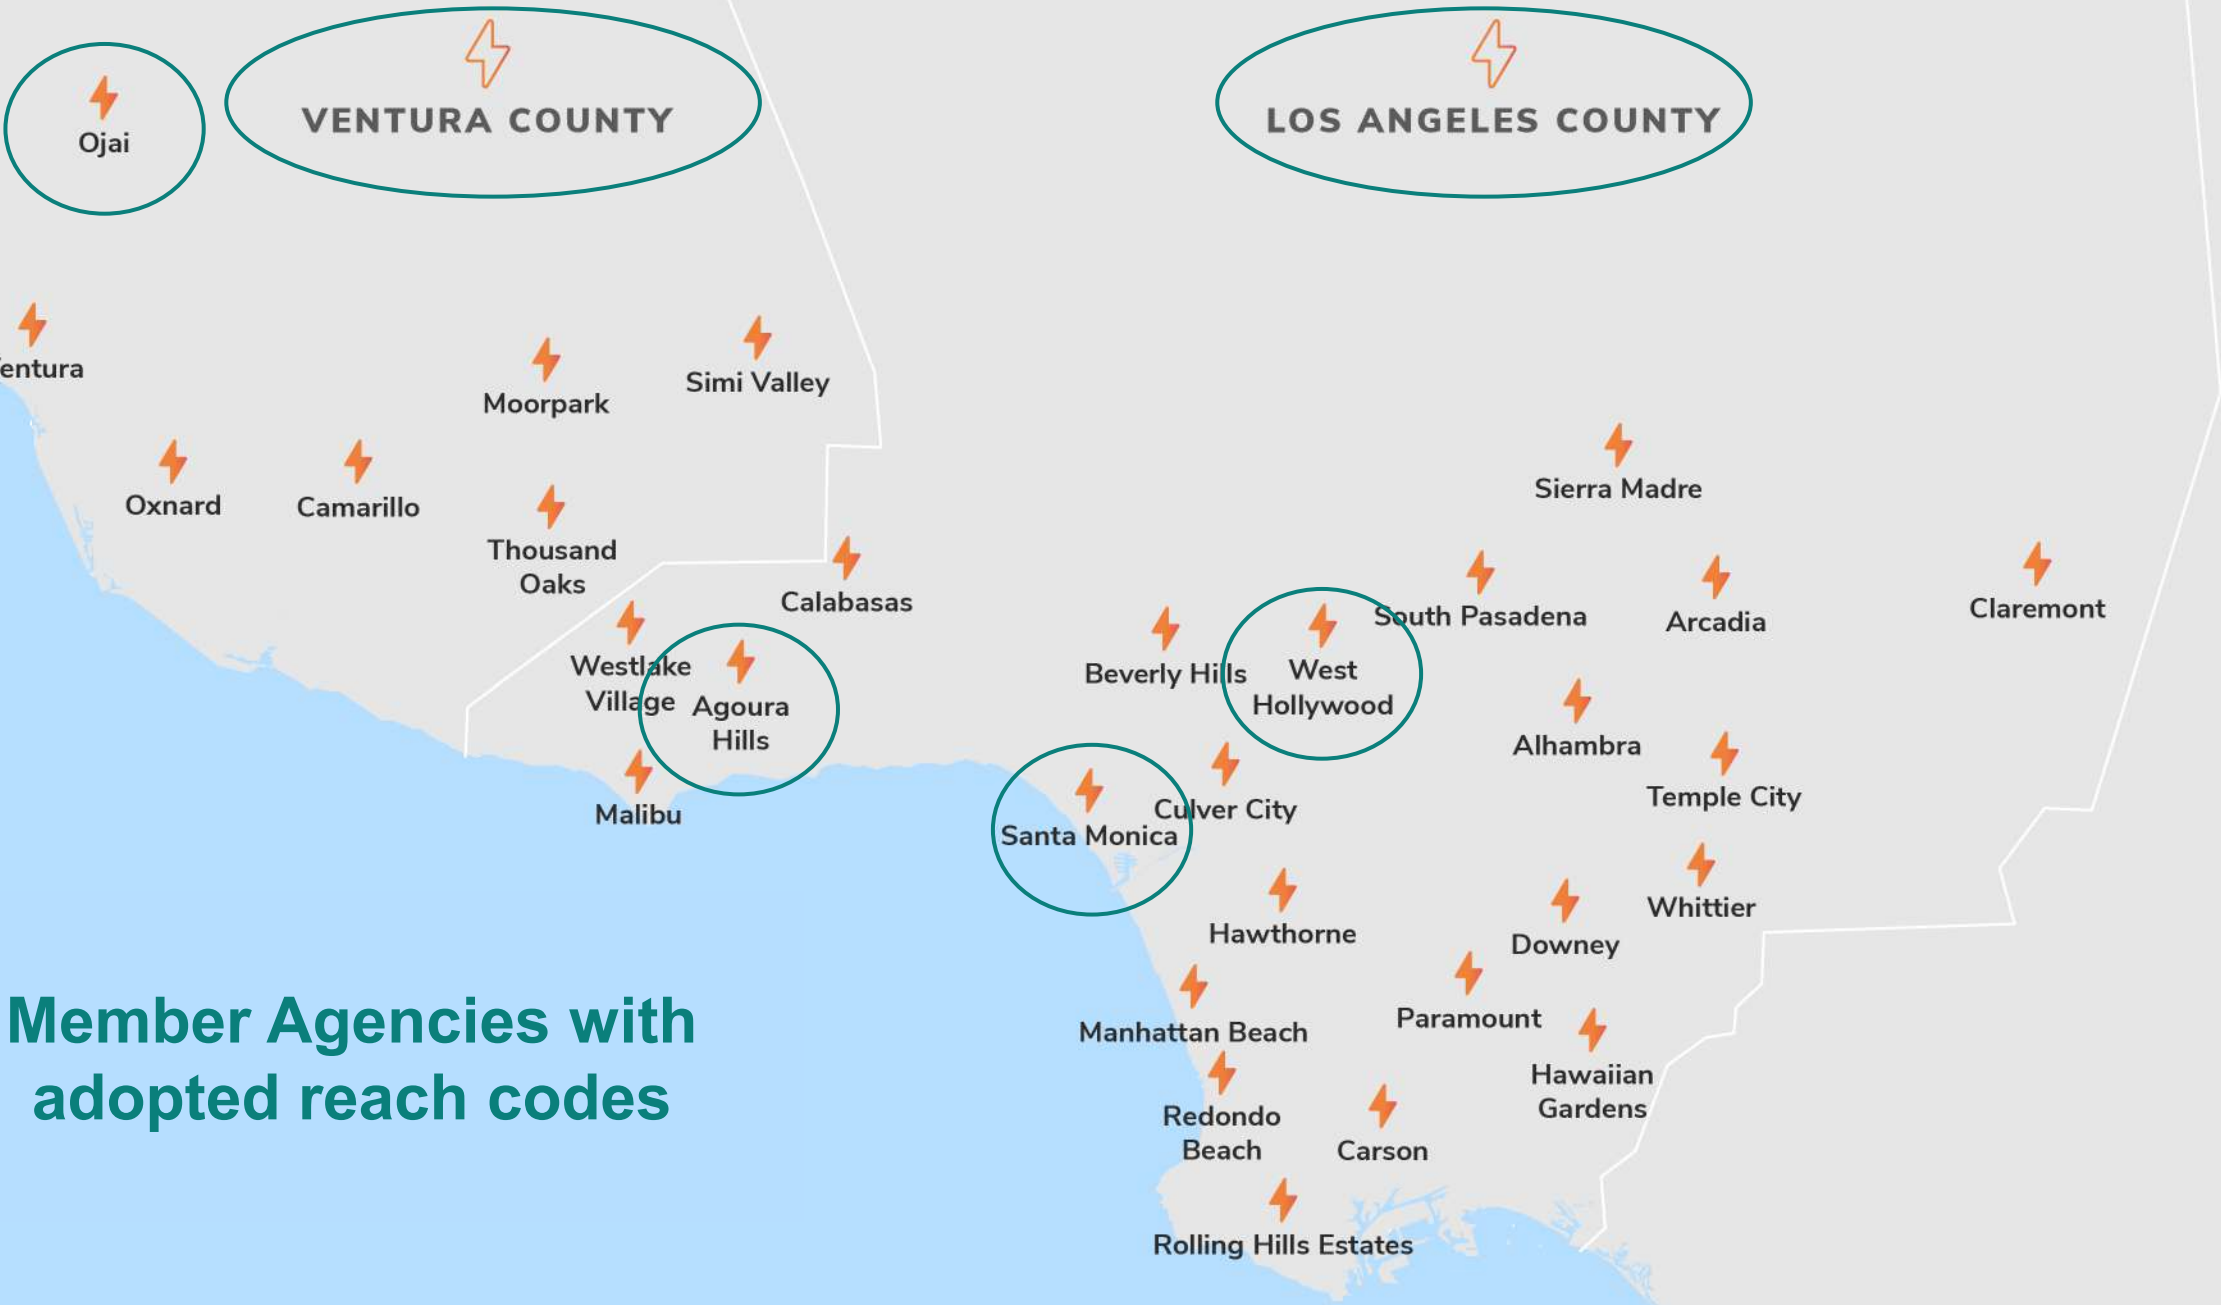 VENTURA COUNTY
LOS ANGELES COUNTY
Ojai
entura
Moorpark
Simi Valley
Oxnard
Camarillo
Thousand
Oaks
Calabasas
Westlake
Village
Agoura
Hills
Malibu
Sierra Madre
South Pasadena
Arcadia
Claremont
Beverly Hills
West
Hollywood
Alhambra
Temple City
Santa Monica
Culver City
Hawthorne
Downey
Whittier
Manhattan Beach
Paramount
Hawaiian
Gardens
Redondo
Beach
Carson
Rolling Hills Estates
Member Agencies with
adopted reach codes